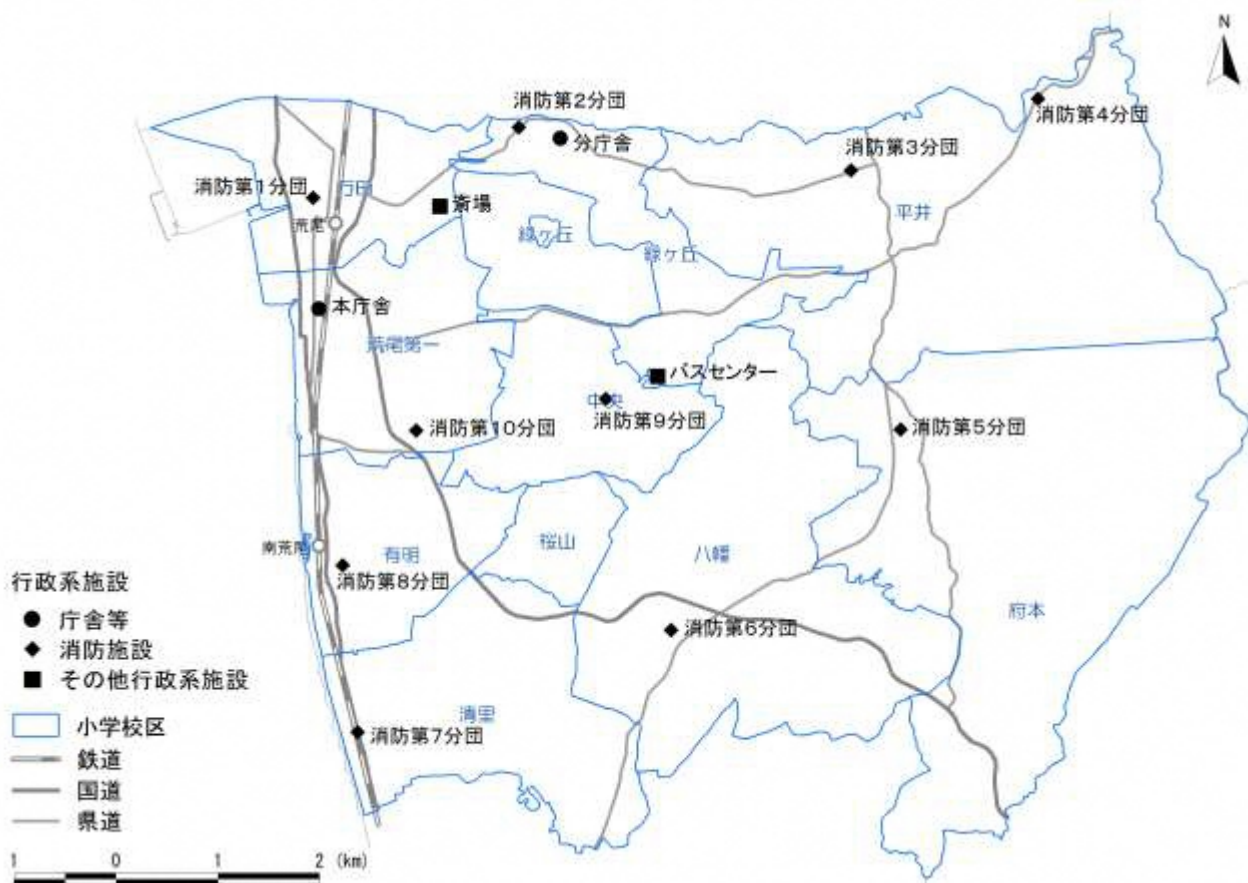 N
消防第2分団
消防第4分団
分庁舎
消防第3分団
消防第1分団
万田
斎場
平井
荒尾
緑ヶ丘
緑ヶ丘
本庁舎
荒尾第一
バスセンター
中央
消防第9分団
消防第10分団
消防第5分団
南荒尾
有明
桜山
八幡
消防第8分団
府本
消防第6分団
清里
消防第7分団
行政系施設
庁舎等
消防施設
その他行政系施設
小学校区
鉄道
国道
県道
1 0 1 2 (km)